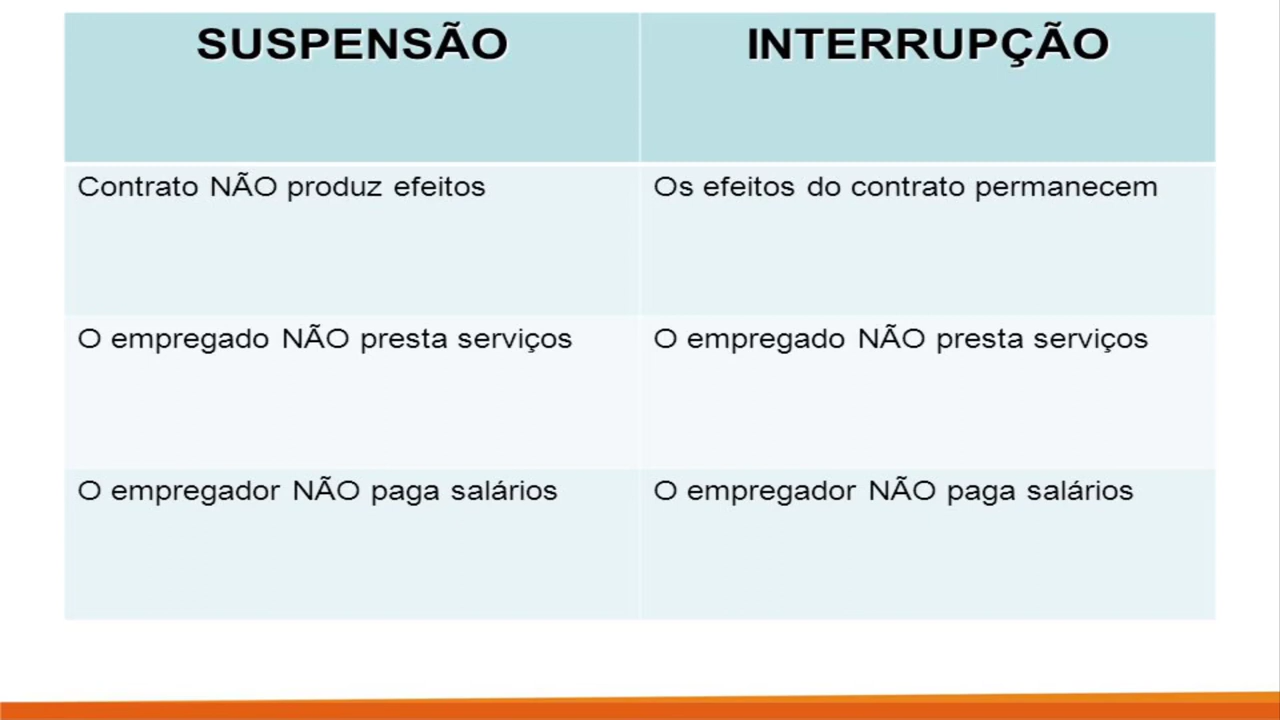 SUSPENSÃO
INTERRUPÇÃO
Contrato NÃO produz efeitos
Os efeitos do contrato permanecem
O empregado NÃO presta serviços
O empregado NÃO presta serviços
O empregador NÃO paga salários
O empregador NÃO paga salários